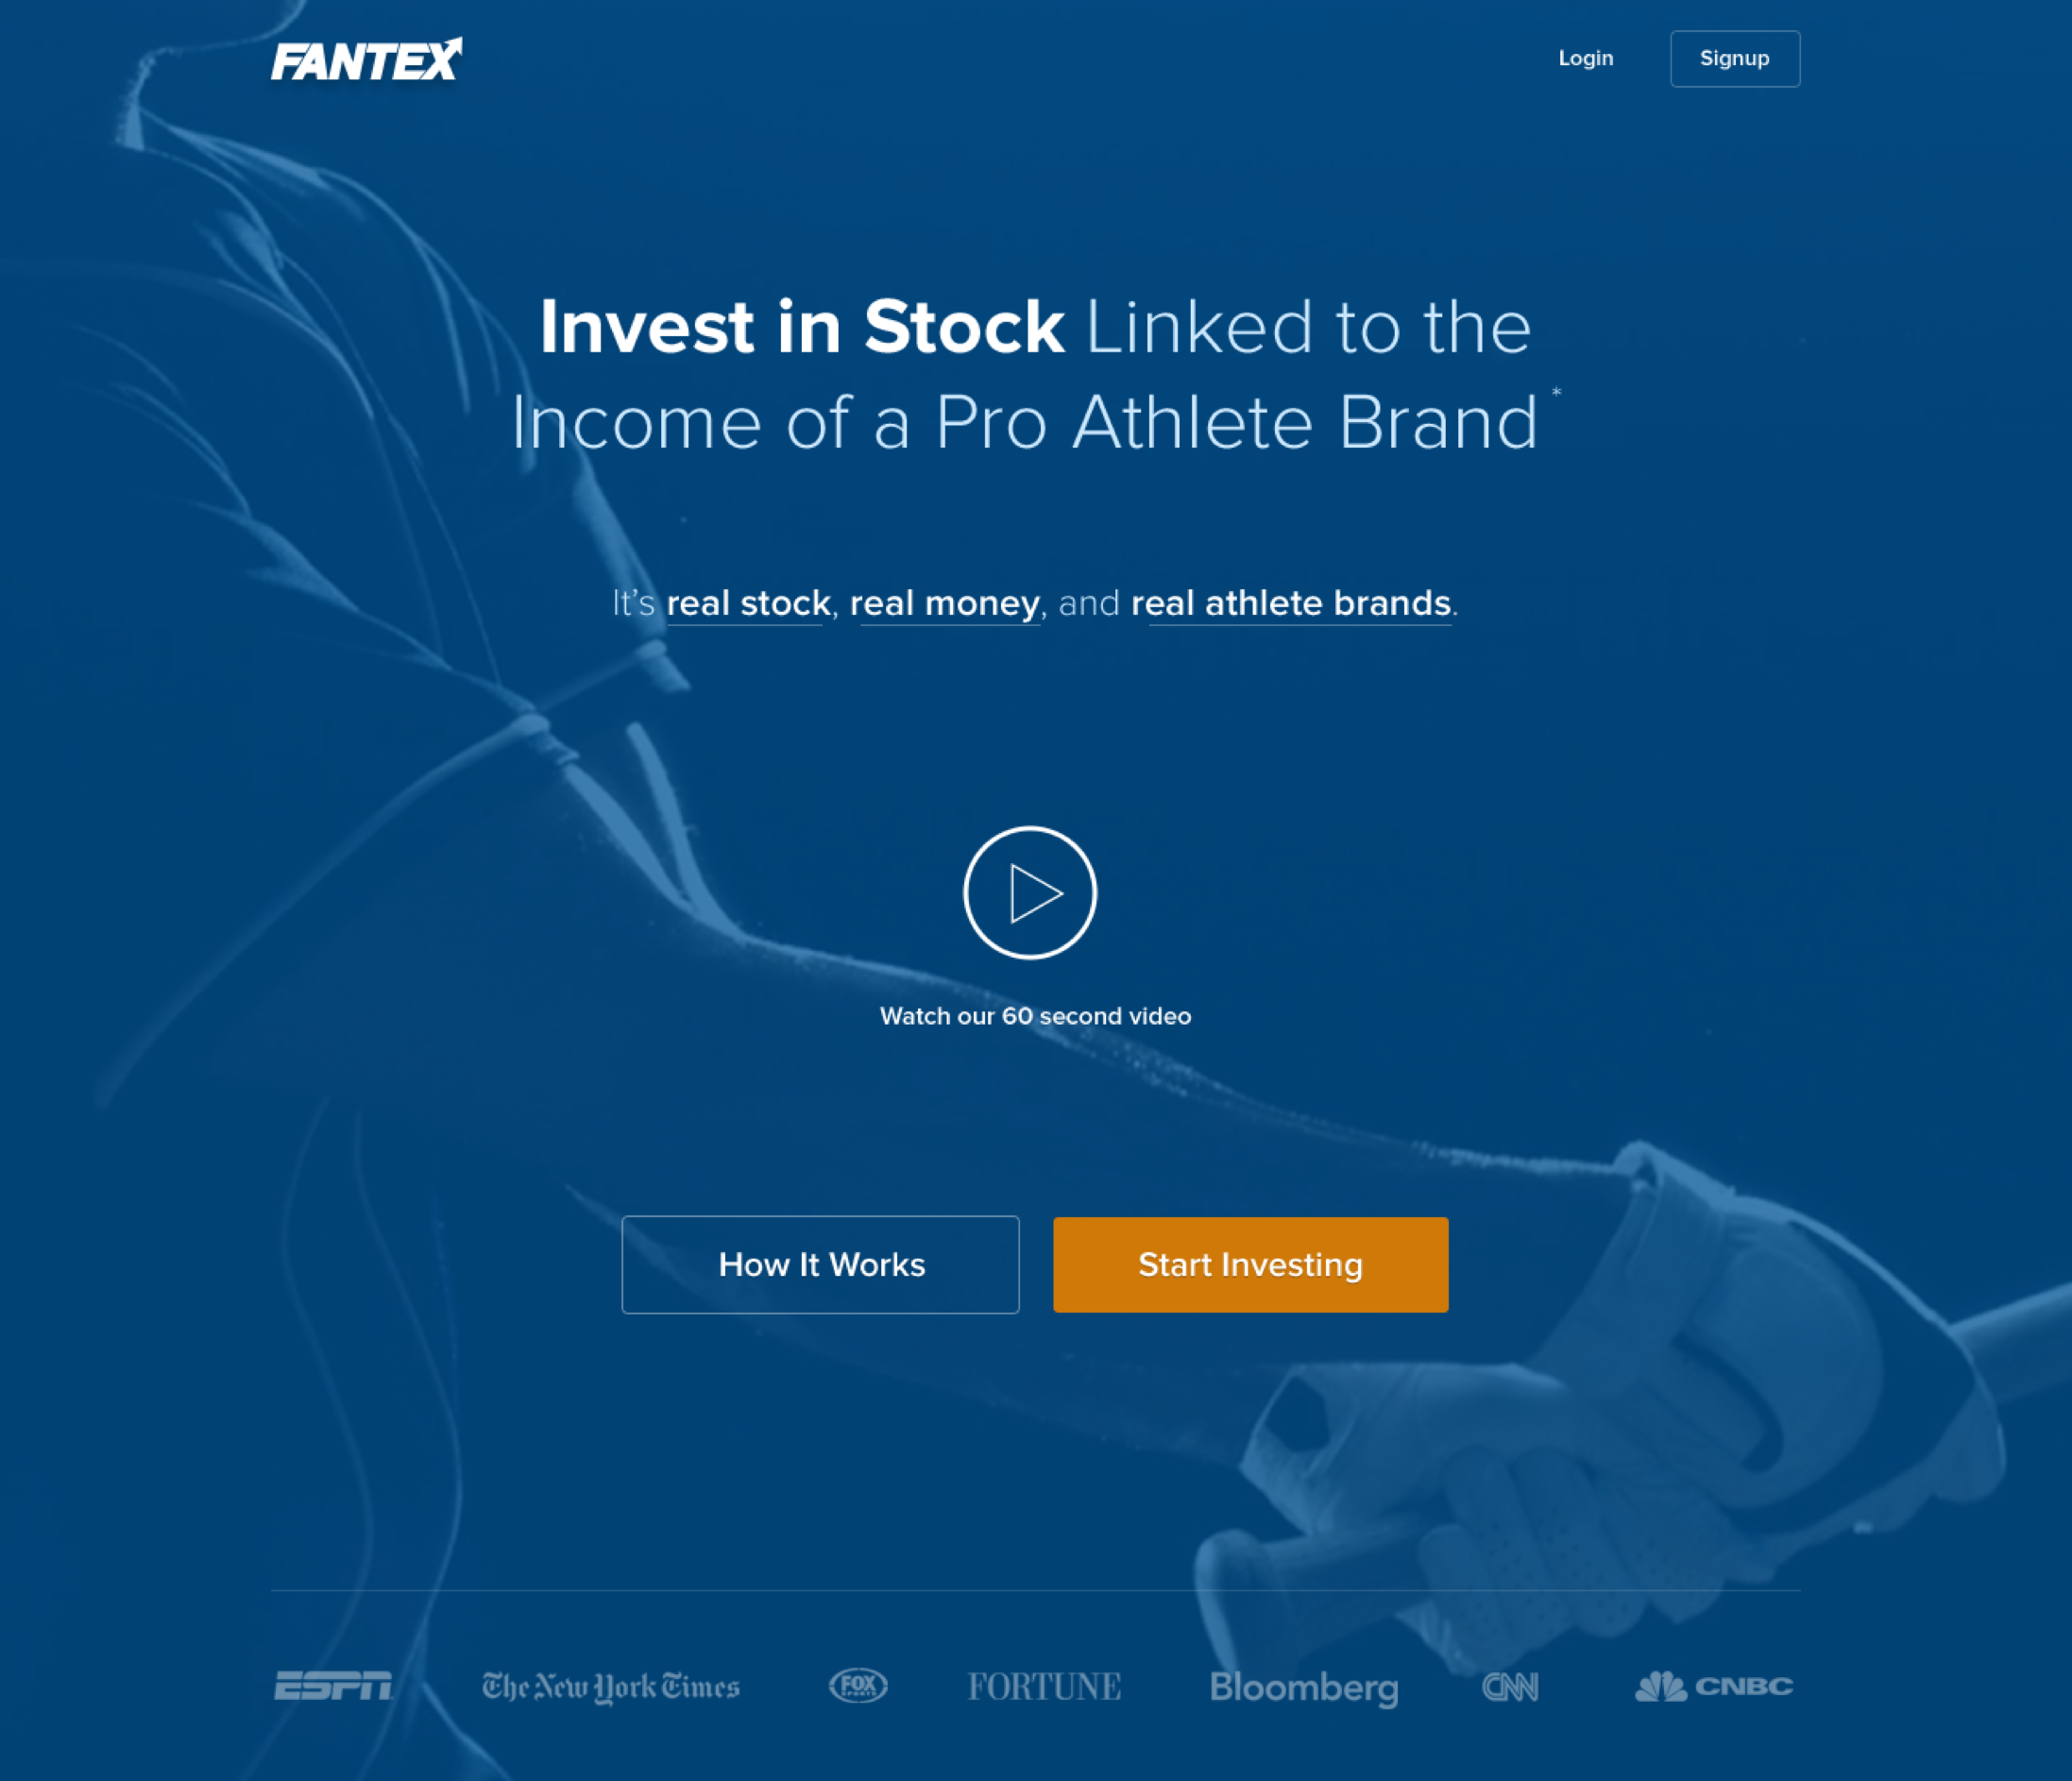 FANTEX
Login
Signup
Invest in Stock Linked to the
Income of a Pro Athlete Brand*
It's real stock, real money, and real athlete brands.
Watch our 60 second video
How It Works
Start Investing
ESPN
The New York Times
FOX
SPORTS
FORTUNE
Bloomberg
CNN
CNBC